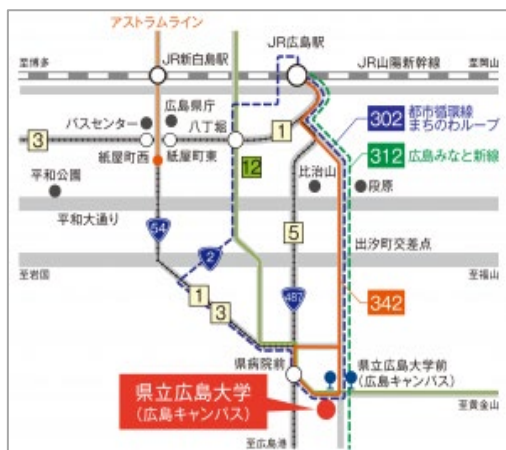 アストラムライン
JR広島駅
至博多
JR新白島駅
JR山陽新幹線
至岡山
広島県庁
バスセンター
八丁堀
302
都市循環線
まちのわループ
3
1
紙屋町西
紙屋町東
12
312
広島みなと新線
平和公園
比治山
段原
平和大通り
54
5
出汐町交差点
2
至岩国
至福山
1
487
342
3
県病院前
県立広島大学前
(広島キャンパス)
県立広島大学
(広島キャンパス)
至黄金山
至広島港